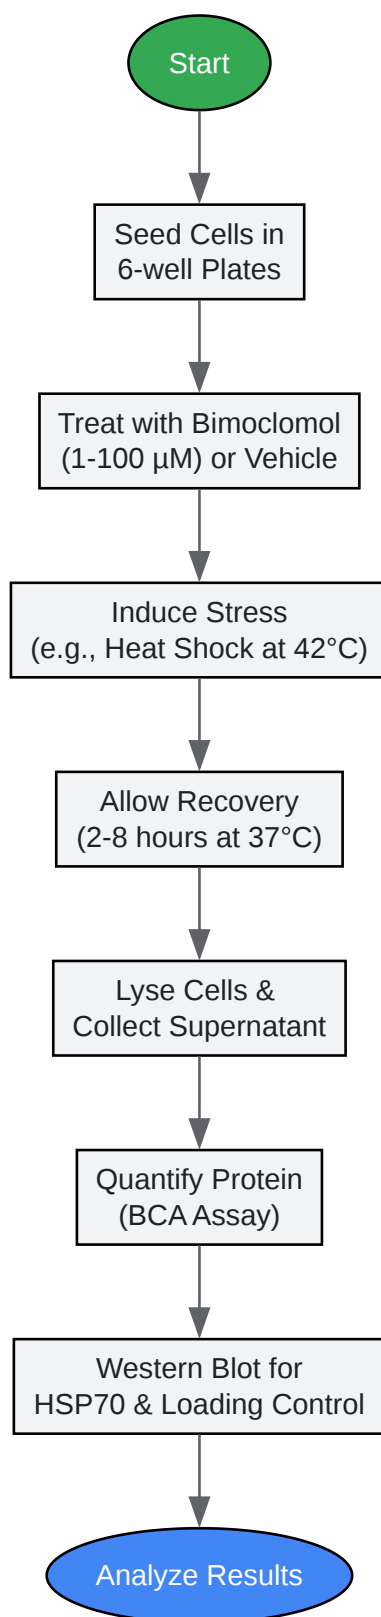 Start
Seed Cells in
6-well Plates
Treat with Bimoclomol
(1-100 µM) or Vehicle
Induce Stress
(e.g., Heat Shock at 42°C)
Allow Recovery
(2-8 hours at 37°C)
Lyse Cells &
Collect Supernatant
Quantify Protein
(BCA Assay)
Western Blot for
HSP70 & Loading Control
Analyze Results